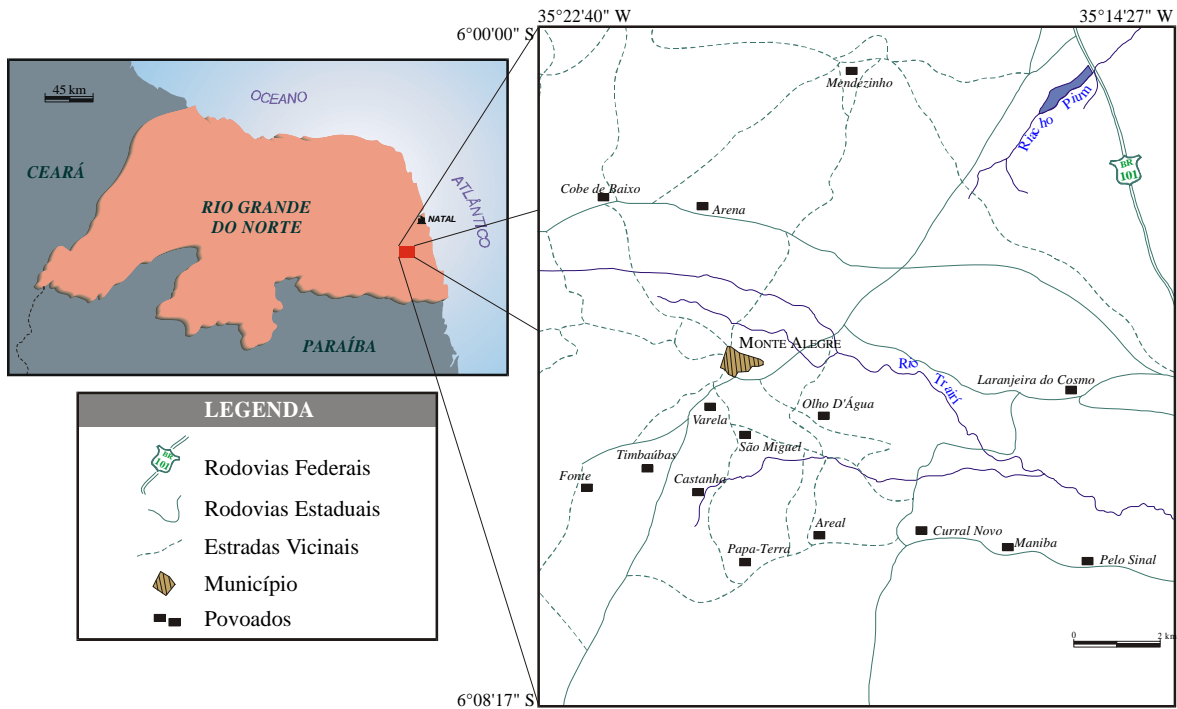 35°22'40" W
35°14'27" W
6°00'00" S
45 km
OCEANO
ATLÂNTICO
CEARÁ
RIO GRANDE
DO NORTE
NATAL
PARAÍBA
LEGENDA
BR
101
Rodovias Federais
Rodovias Estaduais
Estradas Vicinais
Município
Povoados
Mendezinho
Riacho Pium
BR
101
Cobe de Baixo
Arena
MONTE ALEGRE
Rio Trairí
Laranjeira do Cosmo
Varela
Olho D'Água
São Miguel
Timbaúbas
Fonte
Castanha
Areal
Papa-Terra
Curral Novo
Maniba
Pelo Sinal
0
2 km
6°08'17" S